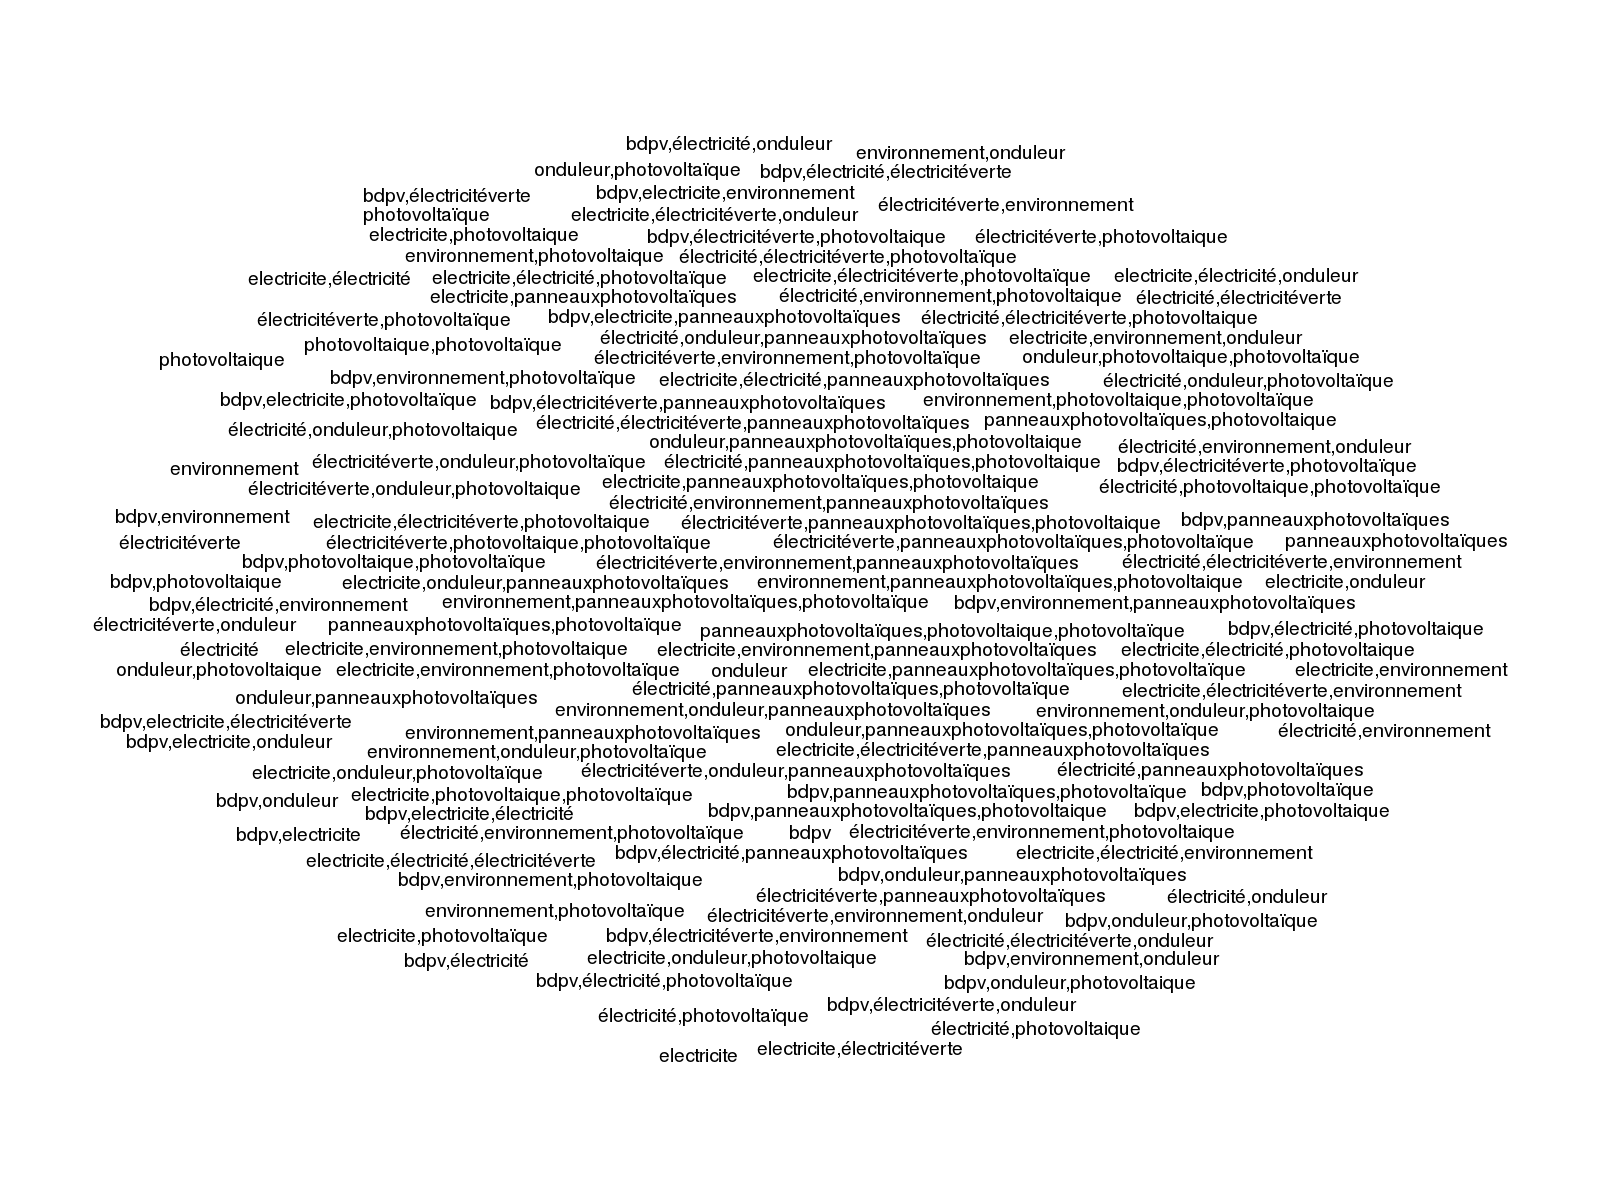 bdpv,électricité,onduleur
environnement,onduleur
onduleur,photovoltaïque bdpv,électricité,électricitéverte
bdpv,électricitéverte bdpv,electricite,environnement
électricitéverte,environnement
photovoltaïque electricite,électricitéverte,onduleur
electricite,photovoltaique bdpv,électricitéverte,photovoltaique électricitéverte,photovoltaique
environnement,photovoltaique électricité,électricitéverte,photovoltaïque
electricite,électricité electricite,électricité,photovoltaïque electricite,électricitéverte,photovoltaïque electricite,électricité,onduleur
electricite,panneauxphotovoltaïques électricité,environnement,photovoltaique électricité,électricitéverte
électricitéverte,photovoltaïque bdpv,electricite,panneauxphotovoltaïques électricité,électricitéverte,photovoltaique
photovoltaique,photovoltaïque électricité,onduleur,panneauxphotovoltaïques electricite,environnement,onduleur
photovoltaique électricitéverte,environnement,photovoltaïque onduleur,photovoltaique,photovoltaïque
bdpv,environnement,photovoltaïque electricite,électricité,panneauxphotovoltaïques électricité,onduleur,photovoltaïque
bdpv,electricite,photovoltaïque bdpv,électricitéverte,panneauxphotovoltaïques environnement,photovoltaique,photovoltaïque
électricité,onduleur,photovoltaique électricité,électricitéverte,panneauxphotovoltaïques panneauxphotovoltaïques,photovoltaique
onduleur,panneauxphotovoltaïques,photovoltaique électricité,environnement,onduleur
environnement électricitéverte,onduleur,photovoltaïque électricité,panneauxphotovoltaïques,photovoltaique bdpv,électricitéverte,photovoltaïque
électricitéverte,onduleur,photovoltaique electricite,panneauxphotovoltaïques,photovoltaique électricité,photovoltaique,photovoltaïque
électricité,environnement,panneauxphotovoltaïques
bdpv,environnement electricite,électricitéverte,photovoltaique électricitéverte,panneauxphotovoltaïques,photovoltaique bdpv,panneauxphotovoltaïques
électricitéverte électricitéverte,photovoltaique,photovoltaïque électricitéverte,panneauxphotovoltaïques,photovoltaïque panneauxphotovoltaïques
bdpv,photovoltaique,photovoltaïque électricitéverte,environnement,panneauxphotovoltaïques électricité,électricitéverte,environnement
bdpv,photovoltaique electricite,onduleur,panneauxphotovoltaïques environnement,panneauxphotovoltaïques,photovoltaique electricite,onduleur
bdpv,électricité,environnement environnement,panneauxphotovoltaïques,photovoltaïque bdpv,environnement,panneauxphotovoltaïques
électricitéverte,onduleur panneauxphotovoltaïques,photovoltaïque panneauxphotovoltaïques,photovoltaique,photovoltaïque bdpv,électricité,photovoltaique
électricité electricite,environnement,photovoltaique electricite,environnement,panneauxphotovoltaïques electricite,électricité,photovoltaique
onduleur,photovoltaique electricite,environnement,photovoltaïque onduleur electricite,panneauxphotovoltaïques,photovoltaïque electricite,environnement
onduleur,panneauxphotovoltaïques électricité,panneauxphotovoltaïques,photovoltaïque electricite,électricitéverte,environnement
environnement,onduleur,panneauxphotovoltaïques environnement,onduleur,photovoltaique
bdpv,electricite,électricitéverte environnement,panneauxphotovoltaïques onduleur,panneauxphotovoltaïques,photovoltaïque électricité,environnement
bdpv,electricite,onduleur environnement,onduleur,photovoltaïque electricite,électricitéverte,panneauxphotovoltaïques
electricite,onduleur,photovoltaïque électricitéverte,onduleur,panneauxphotovoltaïques électricité,panneauxphotovoltaïques
bdpv,onduleur electricite,photovoltaique,photovoltaïque bdpv,panneauxphotovoltaïques,photovoltaïque bdpv,photovoltaïque
bdpv,electricite,électricité bdpv,panneauxphotovoltaïques,photovoltaique bdpv,electricite,photovoltaique
bdpv,electricite électricité,environnement,photovoltaïque bdpv électricitéverte,environnement,photovoltaique
electricite,électricité,électricitéverte bdpv,électricité,panneauxphotovoltaïques electricite,électricité,environnement
bdpv,environnement,photovoltaique bdpv,onduleur,panneauxphotovoltaïques
électricitéverte,panneauxphotovoltaïques électricité,onduleur
environnement,photovoltaïque électricitéverte,environnement,onduleur bdpv,onduleur,photovoltaïque
electricite,photovoltaïque bdpv,électricitéverte,environnement électricité,électricitéverte,onduleur
bdpv,électricité electricite,onduleur,photovoltaique bdpv,environnement,onduleur
bdpv,électricité,photovoltaïque bdpv,onduleur,photovoltaique
électricité,photovoltaïque bdpv,électricitéverte,onduleur
électricité,photovoltaique
electricite electricite,électricitéverte